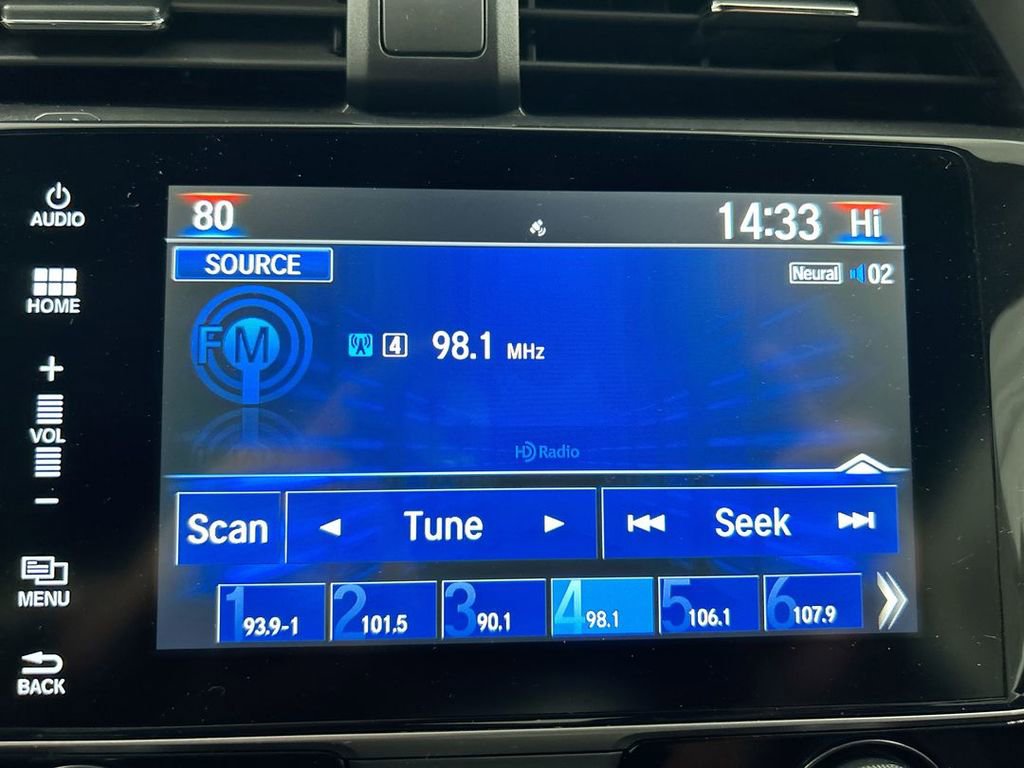 80 14:33 Hi
SOURCE
Neural 02
FM 4 98.1 MHz
HD Radio
Scan Tune Seek
1 93.9-1 2 101.5 3 90.1 4 98.1 5 106.1 6 107.9
AUDIO
HOME
+
VOL
-
MENU
BACK